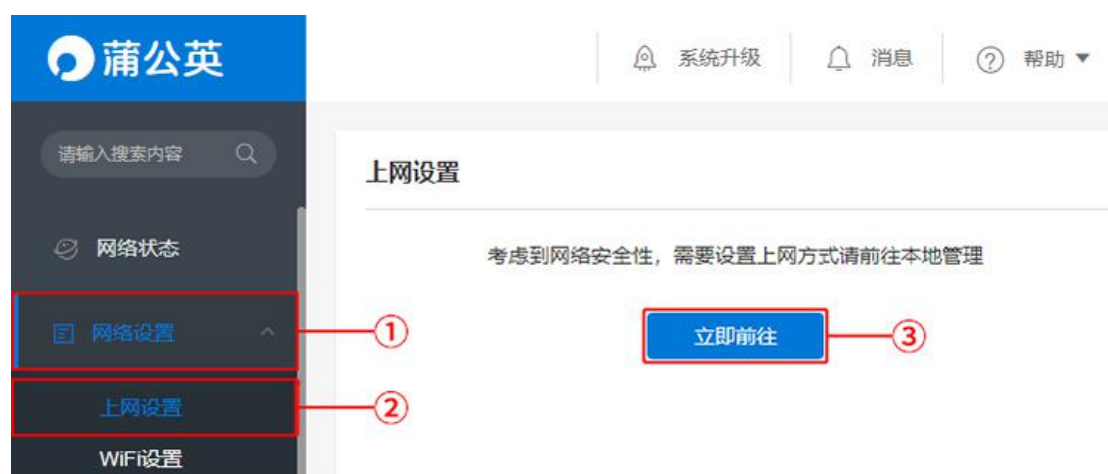 蒲公英
系统升级
消息
帮助
请输入搜索内容
上网设置
网络状态
考虑到网络安全性，需要设置上网方式请前往本地管理
网络设置
①
立即前往
③
上网设置
②
WiFi设置